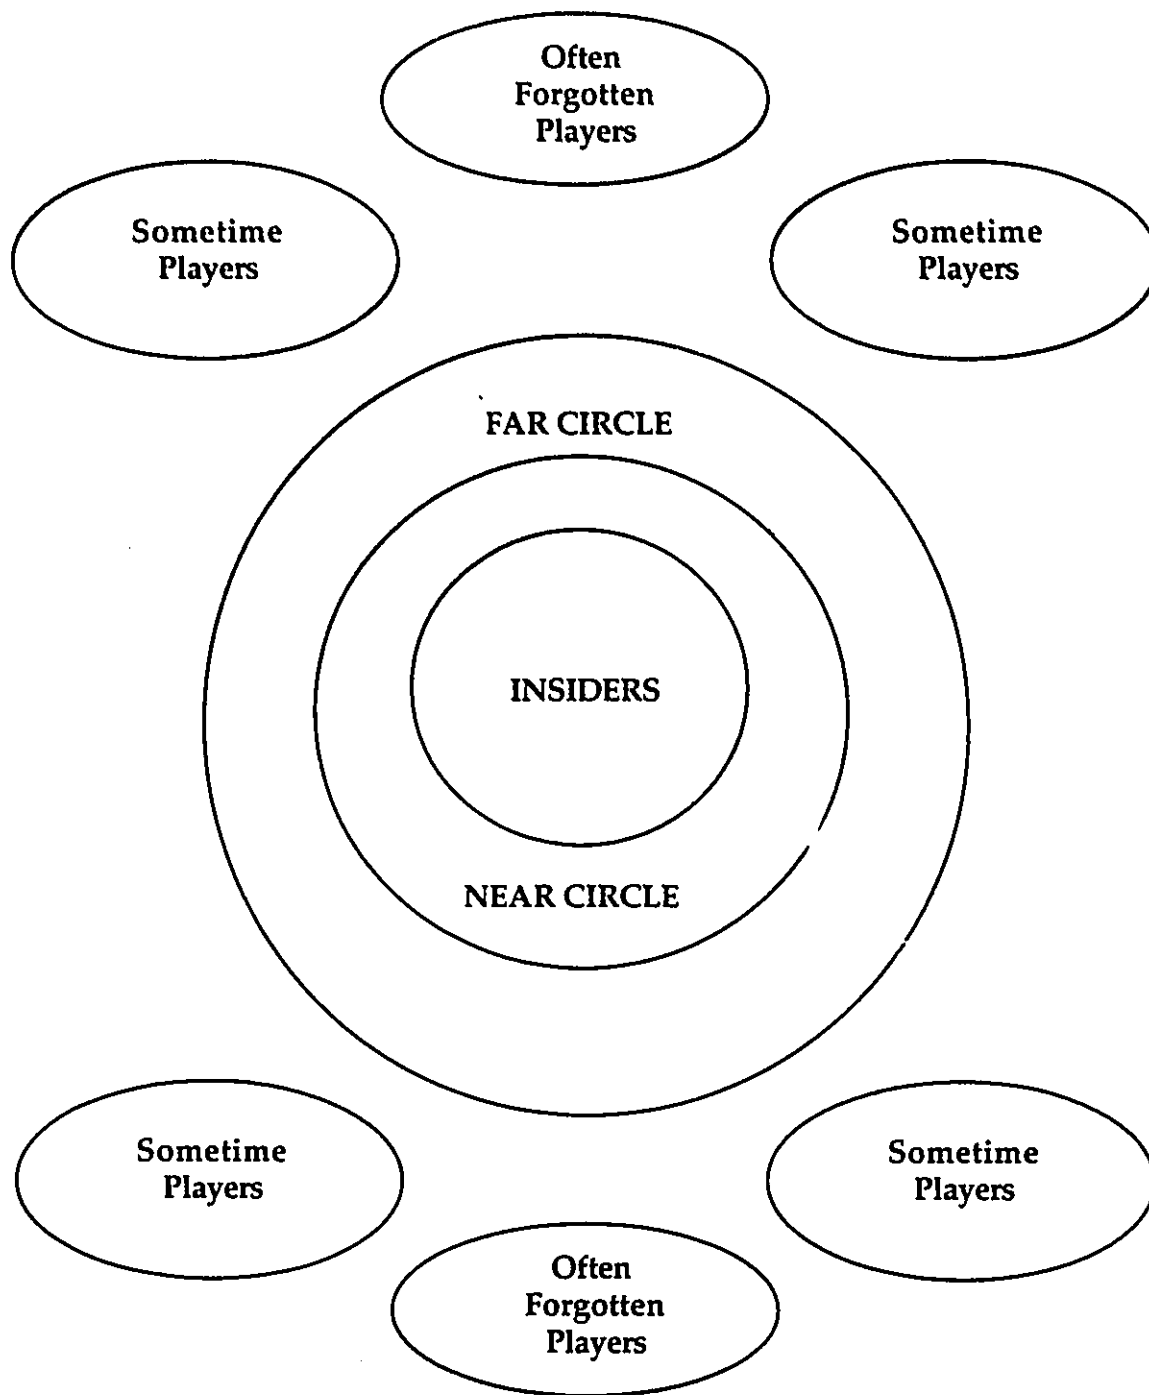 Often
Forgotten
Players
Sometime
Players
Sometime
Players
FAR CIRCLE
INSIDERS
NEAR CIRCLE
Sometime
Players
Sometime
Players
Often
Forgotten
Players